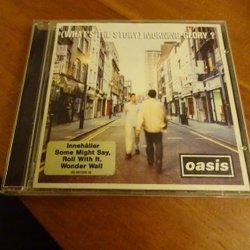 (WHAT'S THE STORY) MORNING GLORY ?
Innehåller
Some Might Say,
Roll With It,
Wonder Wall
oasis